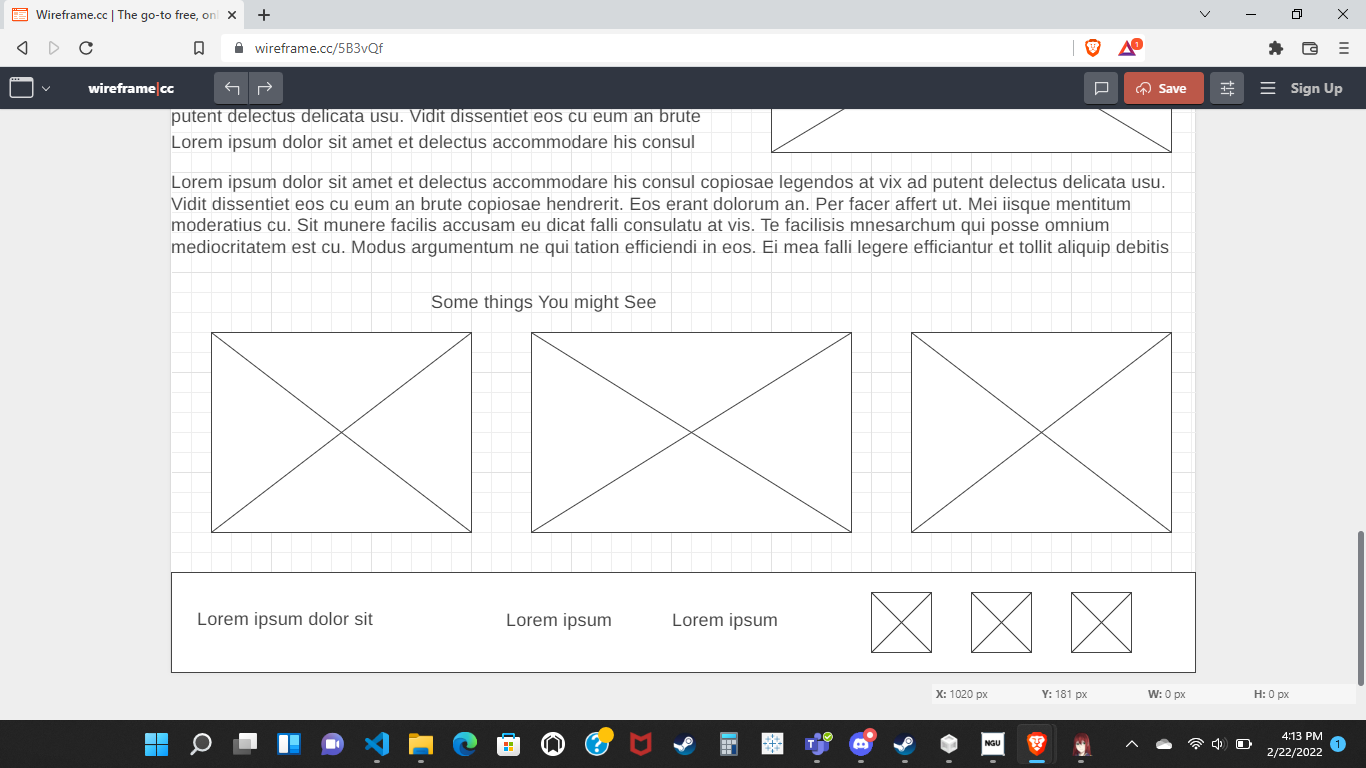 Wireframe.cc | The go-to free, onl
wireframe.cc/5B3vQf
1
wireframe|cc
Save
Sign Up
putent delectus delicata usu. Vidit dissentiet eos cu eum an brute
Lorem ipsum dolor sit amet et delectus accommodare his consul
Lorem ipsum dolor sit amet et delectus accommodare his consul copiosae legendos at vix ad putent delectus delicata usu.
Vidit dissentiet eos cu eum an brute copiosae hendrerit. Eos erant dolorum an. Per facer affert ut. Mei iisque mentitum
moderatius cu. Sit munere facilis accusam eu dicat falli consulatu at vis. Te facilisis mnesarchum qui posse omnium
mediocritatem est cu. Modus argumentum ne qui tation efficiendi in eos. Ei mea falli legere efficiantur et tollit aliquip debitis
Some things You might See
Lorem ipsum dolor sit
Lorem ipsum
Lorem ipsum
X: 1020 px
Y: 181 px
W: 0 px
H: 0 px
NGU
4:13 PM
2/22/2022
1